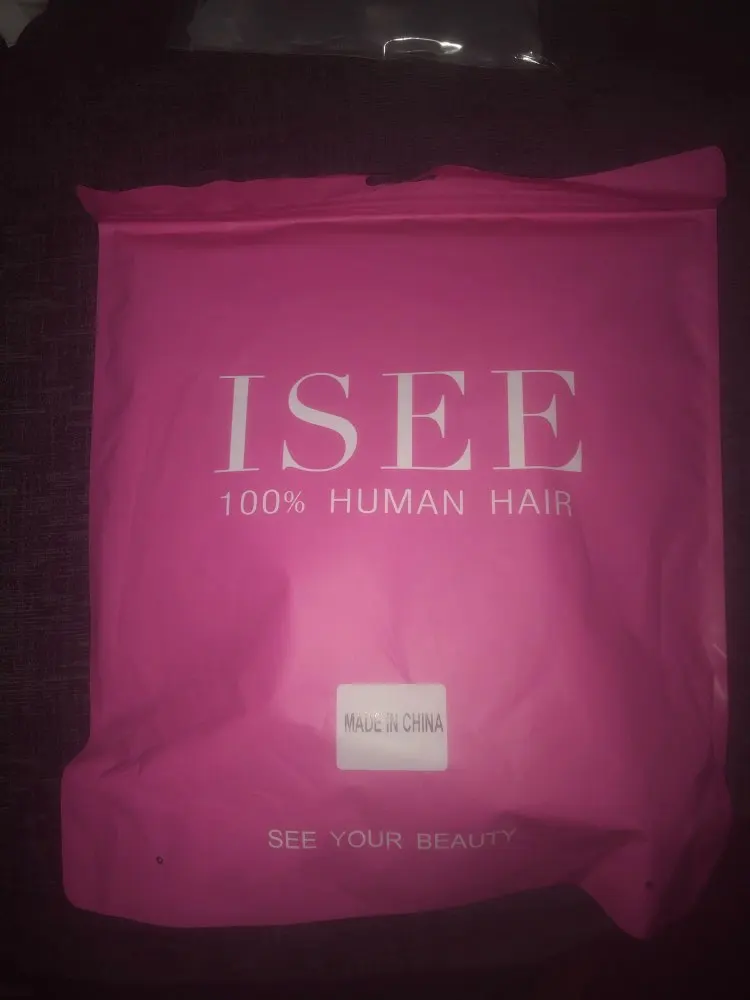 ISEE
100% HUMAN HAIR
MADE IN CHINA
SEE YOUR BEAUTY